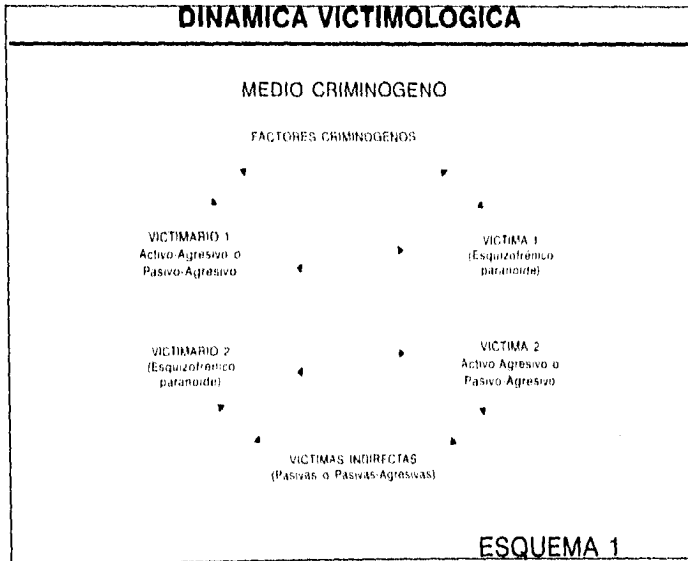 DINAMICA VICTIMOLOGICA
MEDIO CRIMINOGENO
FACTORES CRIMINOGENOS
VICTIMARIO 1
Activo-Agresivo o
Pasivo-Agresivo
VICTIMA 1
(Esquizofrénico
paranoide)
VICTIMARIO 2
(Esquizofrénico
paranoide)
VICTIMA 2
Activo Agresivo o
Pasivo-Agresivo
VICTIMAS INDIRECTAS
(Pasivas o Pasivas-Agresivas)
ESQUEMA 1